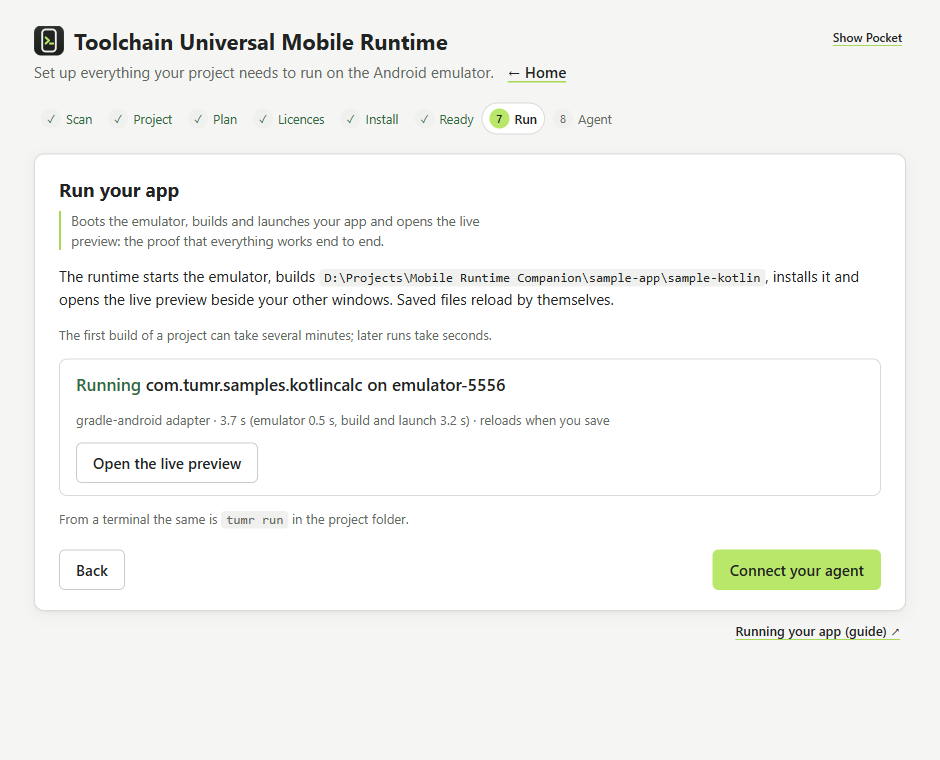 Toolchain Universal Mobile Runtime
Show Pocket
Set up everything your project needs to run on the Android emulator. ← Home
✓ Scan ✓ Project ✓ Plan ✓ Licences ✓ Install ✓ Ready 7 Run 8 Agent
Run your app
Boots the emulator, builds and launches your app and opens the live
preview: the proof that everything works end to end.
The runtime starts the emulator, builds D:\Projects\Mobile Runtime Companion\sample-app\sample-kotlin, installs it and
opens the live preview beside your other windows. Saved files reload by themselves.
The first build of a project can take several minutes; later runs take seconds.
Running com.tumr.samples.kotlincalc on emulator-5556
gradle-android adapter · 3.7 s (emulator 0.5 s, build and launch 3.2 s) · reloads when you save
Open the live preview
From a terminal the same is tumr run in the project folder.
Back
Connect your agent
Running your app (guide) ↗